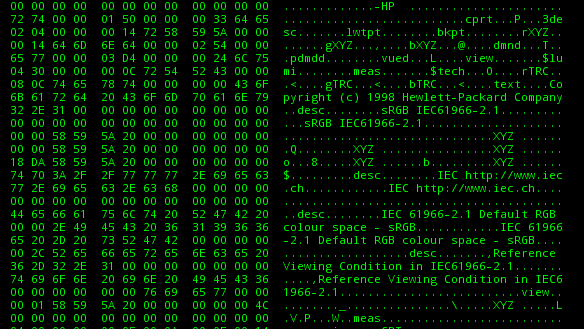 00 00 00 00 00 00 00 00 00 00 00 00 ..............-HP
72 74 00 00 01 50 00 00 00 33 64 65 ............................cprt...P...3de
02 04 00 00 00 14 72 58 59 5A 00 00 sc.......lwtpt.......bkpt...........rXYZ
00 14 64 6D 6E 64 00 00 02 54 00 00 .......gXYZ.........bXYZ...@....dmnd...T..
65 77 00 00 03 D4 00 00 00 24 6C 75 .pdmdd.........vued...L....view.......$lu
04 30 00 00 00 0C 72 54 52 43 00 00 mi.........meas.......$tech...0....rTRC..
08 0C 74 65 78 74 00 00 00 00 43 6F .<....gTRC...<....bTRC...<....text....Co
6B 61 72 64 20 43 6F 6D 70 61 6E 79 pyright (c) 1998 Hewlett-Packard Company
32 2E 31 00 00 00 00 00 00 00 00 00 ..desc........sRGB IEC61966-2.1.........
00 00 00 00 00 00 00 00 00 00 00 00 ...sRGB IEC61966-2.1....................
00 00 58 59 5A 20 00 00 00 00 00 00 ..................................XYZ ......
00 00 58 59 5A 20 00 00 00 00 00 00 .Q..........XYZ ................XYZ ......
18 DA 58 59 5A 20 00 00 00 00 00 00 o...8.....XYZ ........b.........XYZ ......
74 70 3A 2F 2F 77 77 77 2E 69 65 63 $..........desc........IEC http://www.iec
77 2E 69 65 63 2E 63 68 00 00 00 00 .ch..............IEC http://www.iec.ch....
00 00 00 00 00 00 00 00 00 00 00 00 ........................................
44 65 66 61 75 6C 74 20 52 47 42 20 ..desc........IEC 61966-2.1 Default RGB
00 00 2E 49 45 43 20 36 31 39 36 36 colour space - sRGB............IEC 61966
65 20 2D 20 73 52 47 42 00 00 00 00 -2.1 Default RGB colour space - sRGB....
00 2C 52 65 66 65 72 65 6E 63 65 20 ......................desc.......,Reference
36 2D 32 2E 31 00 00 00 00 00 00 00 Viewing Condition in IEC61966-2.1.......
74 69 6F 6E 20 69 6E 20 49 45 43 36 .....,Reference Viewing Condition in IEC6
00 00 00 00 00 76 69 65 77 00 00 00 1966-2.1..........................view...
00 01 58 59 5A 20 00 00 00 00 00 4C ........._..................\.....XYZ .....L
.V.P....W..meas